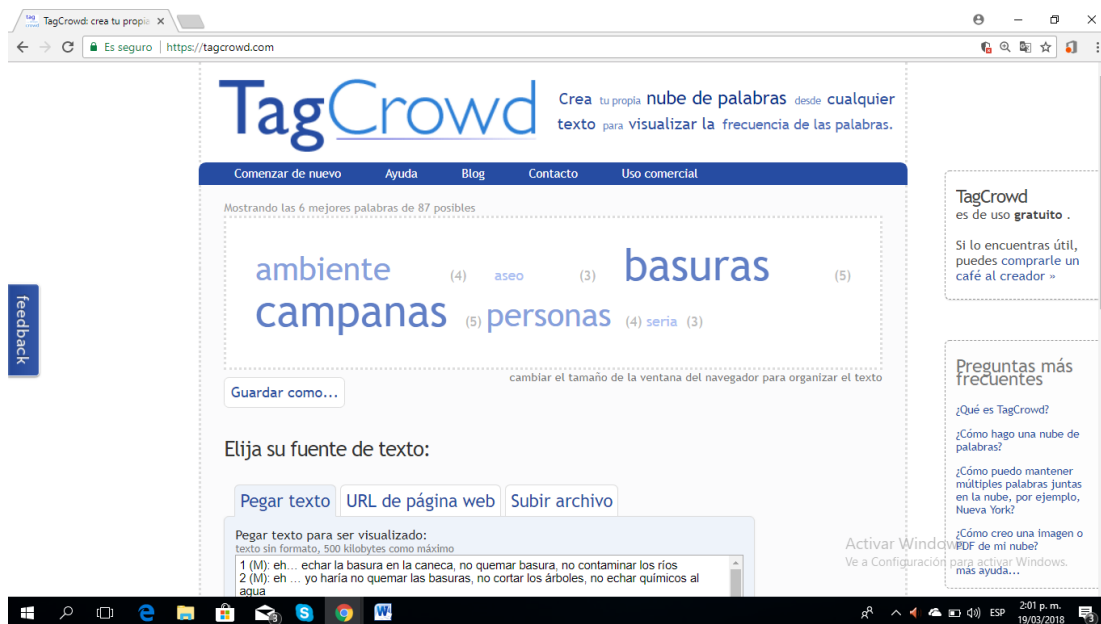 TagCrowd: crea tu propia
Es seguro | https://tagcrowd.com
TagCrowd
Crea tu propia nube de palabras desde cualquier
texto para visualizar la frecuencia de las palabras.
Comenzar de nuevo Ayuda Blog Contacto Uso comercial
Mostrando las 6 mejores palabras de 87 posibles
ambiente (4) aseo (3) basuras (5)
campanas (5) personas (4) seria (3)
cambiar el tamaño de la ventana del navegador para organizar el texto
Guardar como...
Elija su fuente de texto:
Pegar texto URL de página web Subir archivo
Pegar texto para ser visualizado:
texto sin formato, 500 kilobytes como máximo
1 (M): eh… echar la basura en la caneca, no quemar basura, no contaminar los ríos
2 (M): eh … yo haría no quemar las basuras, no cortar los árboles, no echar químicos al
agua
feedback
TagCrowd
es de uso gratuito .
Si lo encuentras útil,
puedes comprarle un
café al creador »
Preguntas más
frecuentes
¿Qué es TagCrowd?
¿Cómo hago una nube de
palabras?
¿Cómo puedo mantener
múltiples palabras juntas
en la nube, por ejemplo,
Nueva York?
¿Cómo creo una imagen o
PDF de mi nube?
más ayuda...
Activar Windows
Ve a Configuración para activar Windows.
ESP
2:01 p. m.
19/03/2018